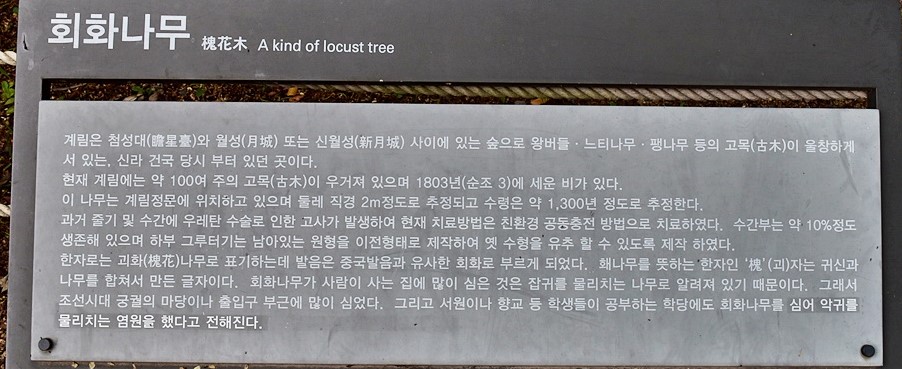 회화나무 槐花木 A kind of locust tree
계림은 첨성대(瞻星臺)와 월성(月城) 또는 신월성(新月城) 사이에 있는 숲으로 왕버들 · 느티나무 · 팽나무 등의 고목(古木)이 울창하게
서 있는, 신라 건국 당시 부터 있던 곳이다.
현재 계림에는 약 100여 주의 고목(古木)이 우거져 있으며 1803년(순조 3)에 세운 비가 있다.
이 나무는 계림정문에 위치하고 있으며 둘레 직경 2m정도로 추정되고 수령은 약 1,300년 정도로 추정한다.
과거 줄기 및 수간에 우레탄 수술로 인한 고사가 발생하여 현재 치료방법은 친환경 공동충전 방법으로 치료하였다. 수간부는 약 10%정도
생존해 있으며 하부 그루터기는 남아있는 원형을 이전형태로 제작하여 옛 수형을 유추 할 수 있도록 제작 하였다.
한자로는 괴화(槐花)나무로 표기하는데 발음은 중국발음과 유사한 회화로 부르게 되었다. 홰나무를 뜻하는 한자인 ‘槐’(괴)자는 귀신과
나무를 합쳐서 만든 글자이다. 회화나무가 사람이 사는 집에 많이 심은 것은 잡귀를 물리치는 나무로 알려져 있기 때문이다. 그래서
조선시대 궁궐의 마당이나 출입구 부근에 많이 심었다. 그리고 서원이나 향교 등 학생들이 공부하는 학당에도 회화나무를 심어 악귀를
물리치는 염원을 했다고 전해진다.